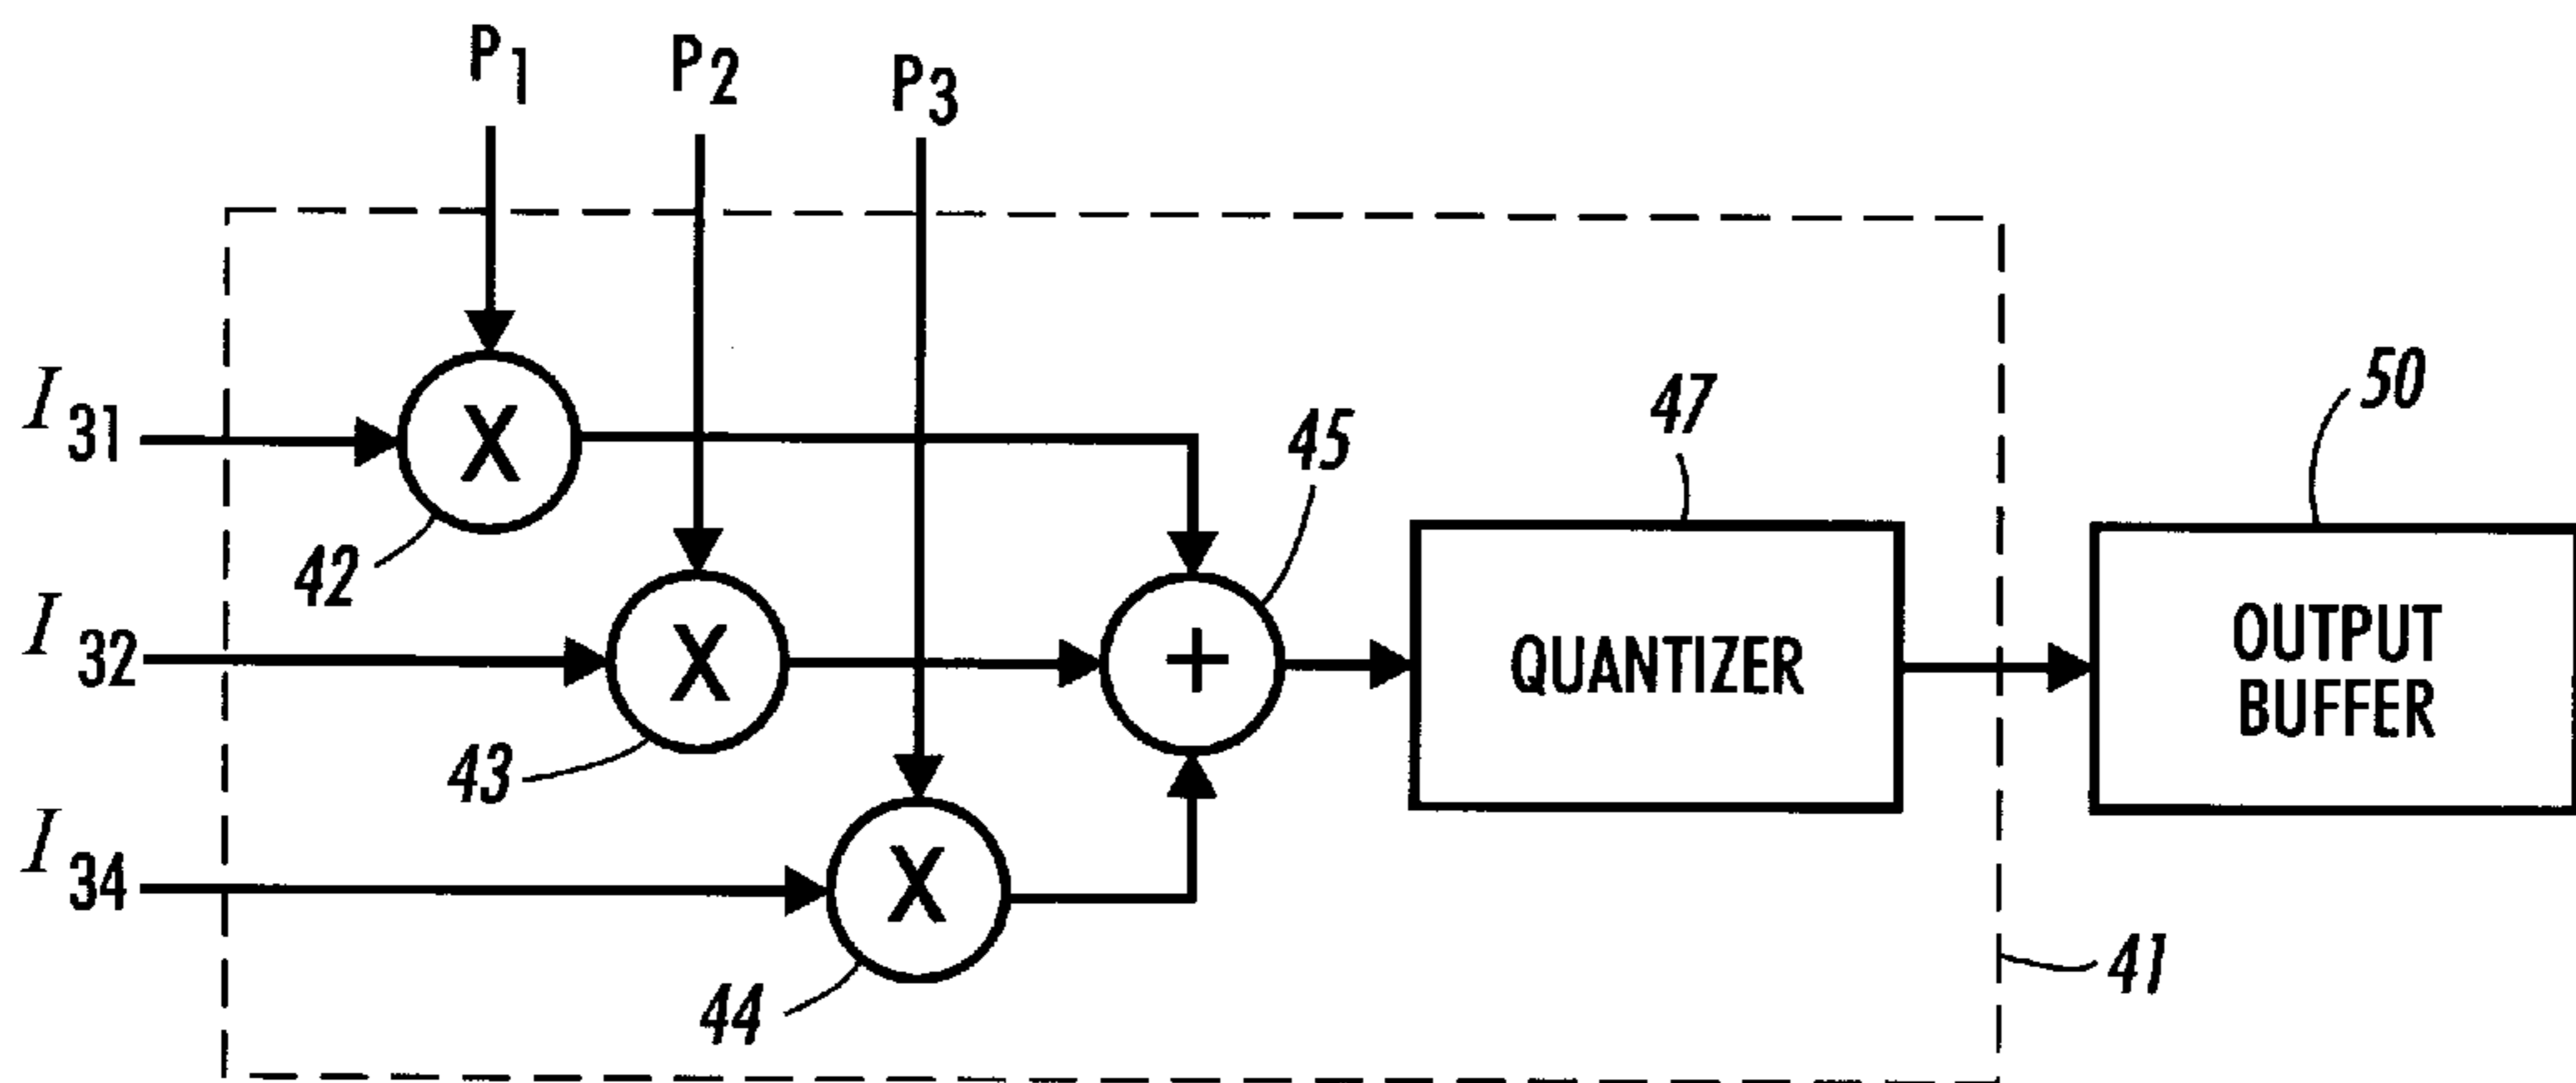 P1
P2
P3
I 31
42
I 32
43
I 34
44
X
X
X
45
+
47
QUANTIZER
50
OUTPUT
BUFFER
41